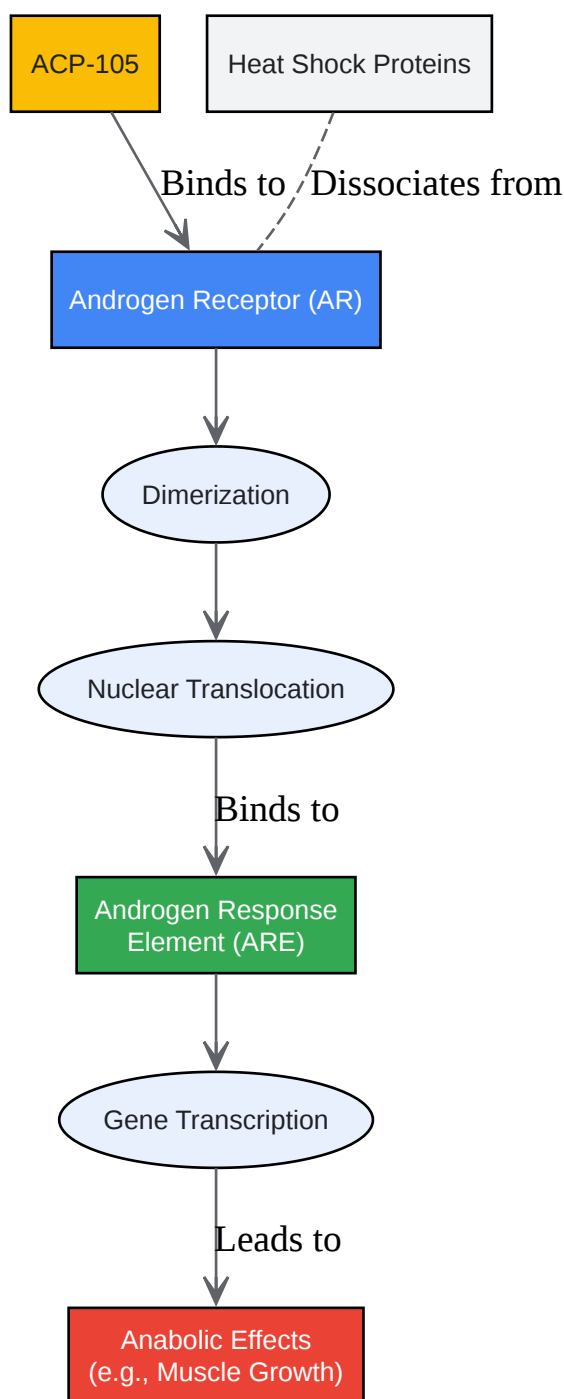 ACP-105
Heat Shock Proteins
Binds to
Dissociates from
Androgen Receptor (AR)
Dimerization
Nuclear Translocation
Binds to
Androgen Response
Element (ARE)
Gene Transcription
Leads to
Anabolic Effects
(e.g., Muscle Growth)